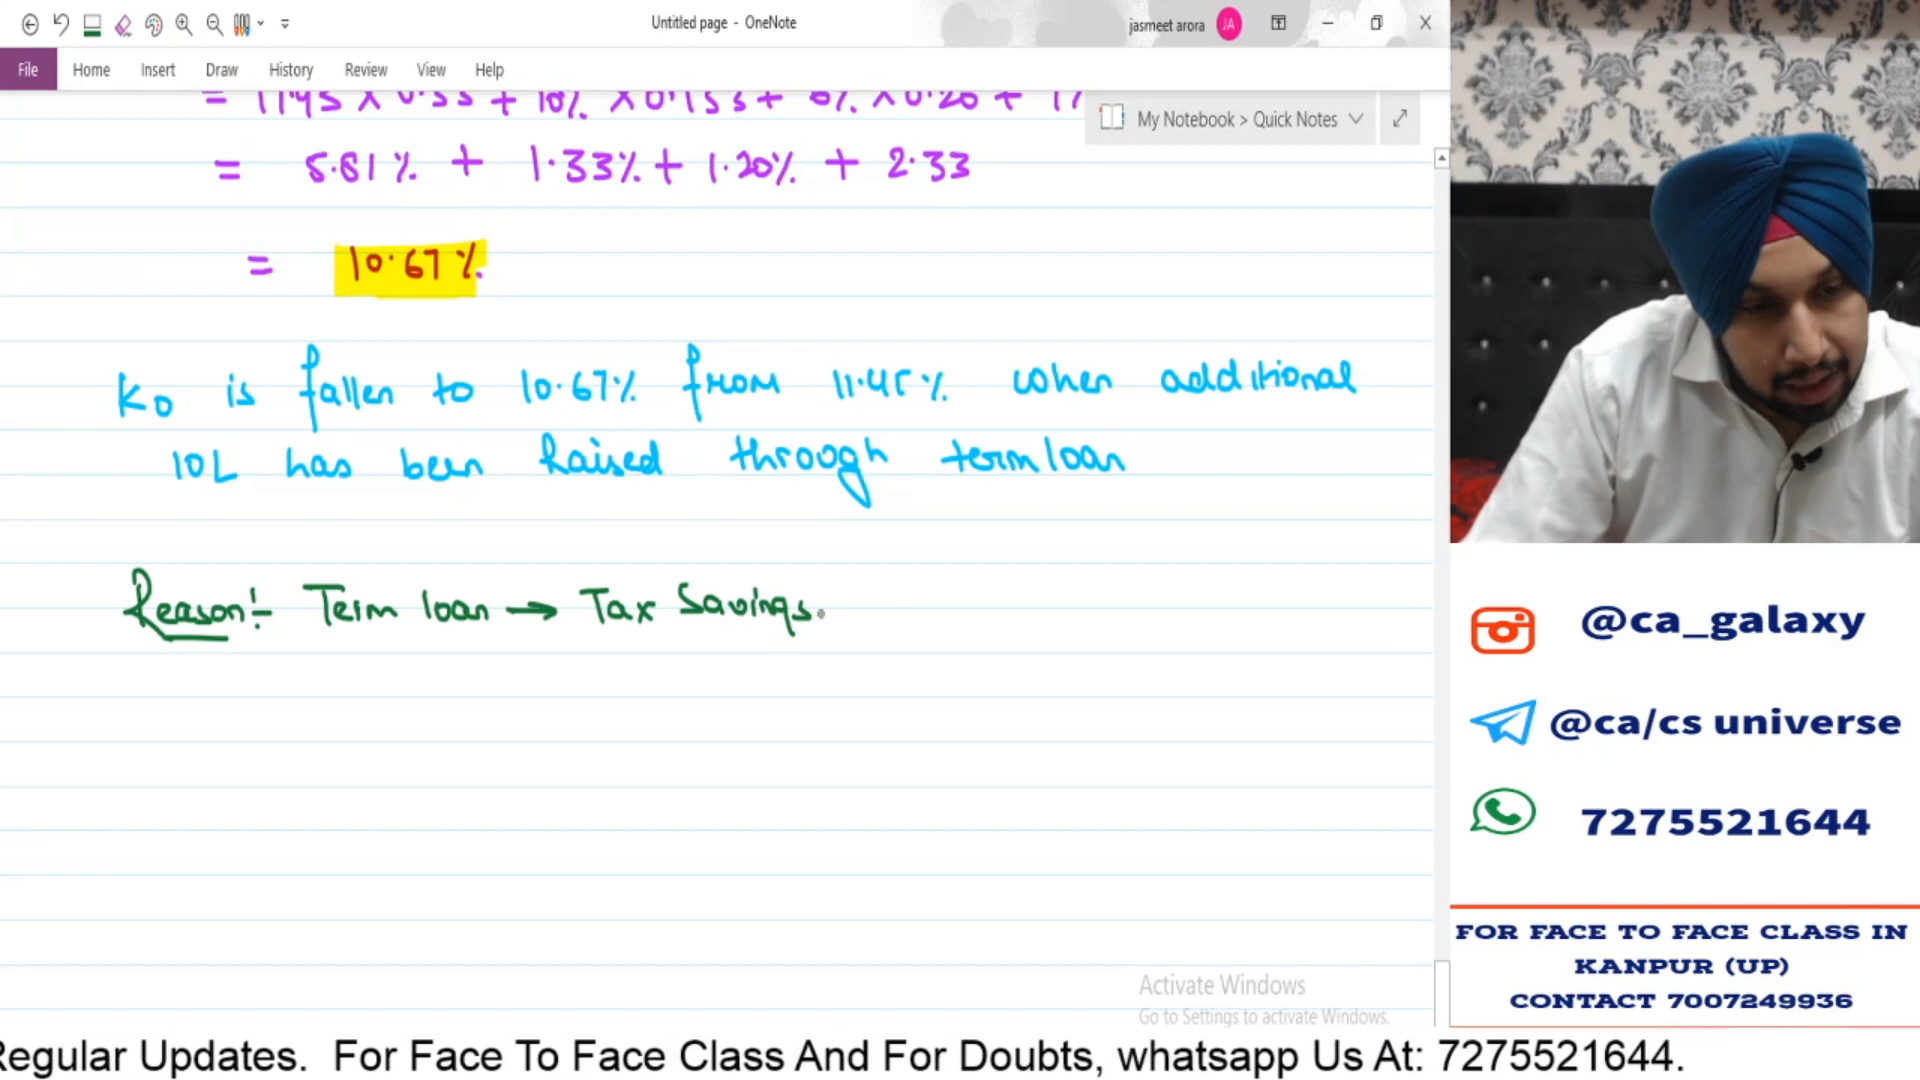 Untitled page - OneNote
jasmeet arora
JA
File
Home
Insert
Draw
History
Review
View
Help
My Notebook > Quick Notes
= 5.81% + 1.33% + 1.20% + 2.33
= 10.67%
Ko is fallen to 10.67% from 11.45% when additional
10L has been Raised through term loan
Reason:- Term loan → Tax Savings.
@ca_galaxy
@ca/cs universe
7275521644
FOR FACE TO FACE CLASS IN
KANPUR (UP)
CONTACT 7007249936
Activate Windows
Go to Settings to activate Windows.
Regular Updates. For Face To Face Class And For Doubts, whatsapp Us At: 7275521644.